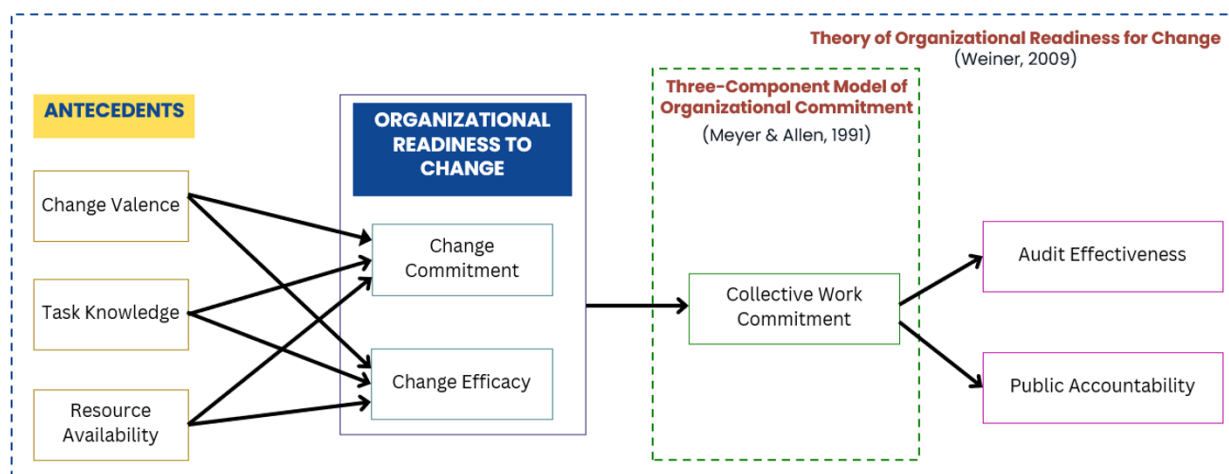 Theory of Organizational Readiness for Change
(Weiner, 2009)
Three-Component Model of
Organizational Commitment
(Meyer & Allen, 1991)
ANTECEDENTS
ORGANIZATIONAL
READINESS TO
CHANGE
Change Valence
Task Knowledge
Resource
Availability
Change
Commitment
Change Efficacy
Collective Work
Commitment
Audit Effectiveness
Public Accountability